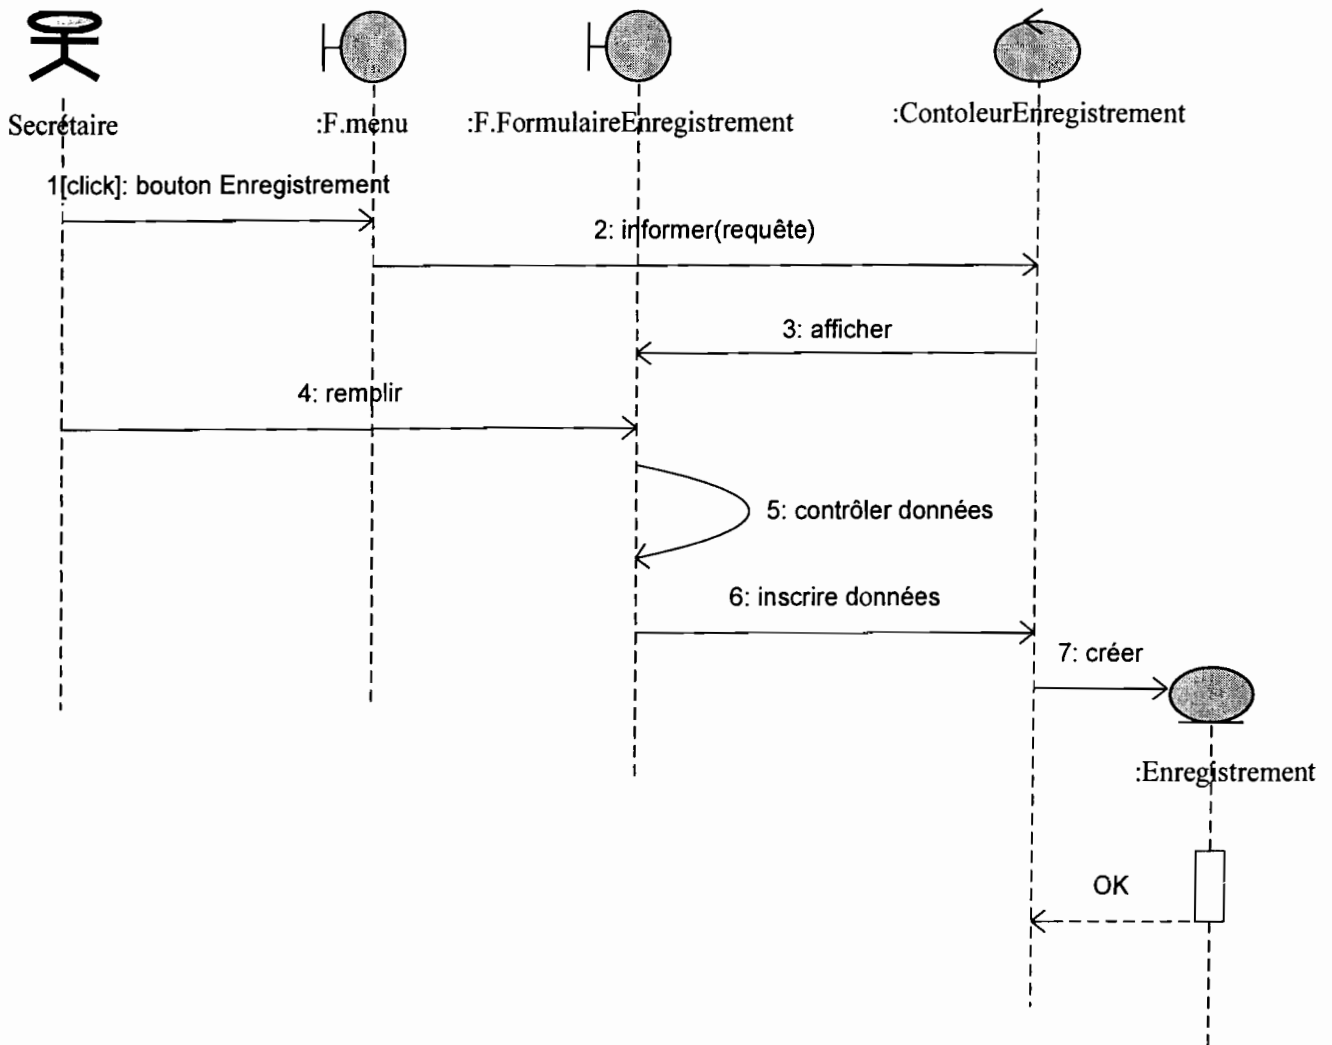 Secrétaire
:F.menu
:F.FormulaireEnregistrement
:ContoleurEnregistrement
1[click]: bouton Enregistrement
2: informer(requête)
3: afficher
4: remplir
5: contrôler données
6: inscrire données
7: créer
:Enregistrement
OK